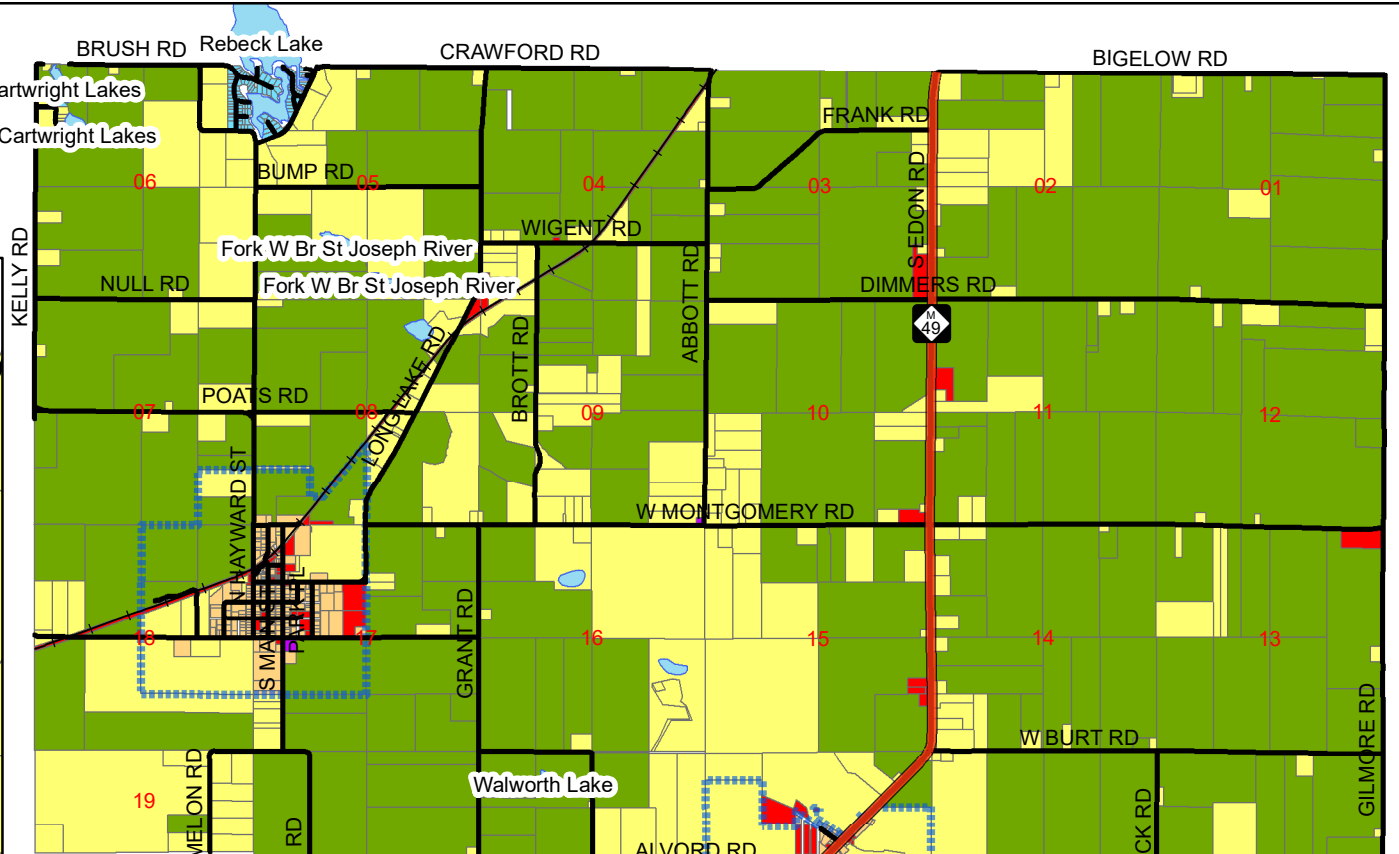 BRUSH RD
Rebeck Lake
CRAWFORD RD
BIGELOW RD
artwright Lakes
FRANK RD
Cartwright Lakes
BUMP RD
06
05
04
03
S EDON RD
02
01
WIGENT RD
KELLY RD
Fork W Br St Joseph River
NULL RD
Fork W Br St Joseph River
ABBOTT RD
DIMMERS RD
M
49
LONG LAKE RD
BROTT RD
POATS RD
07
08
09
10
11
12
N HAYWARD ST
W MONTGOMERY RD
18
17
16
15
14
13
GRANT RD
W BURT RD
GILMORE RD
MELON RD
RD
Walworth Lake
19
CK RD
ALVORD RD